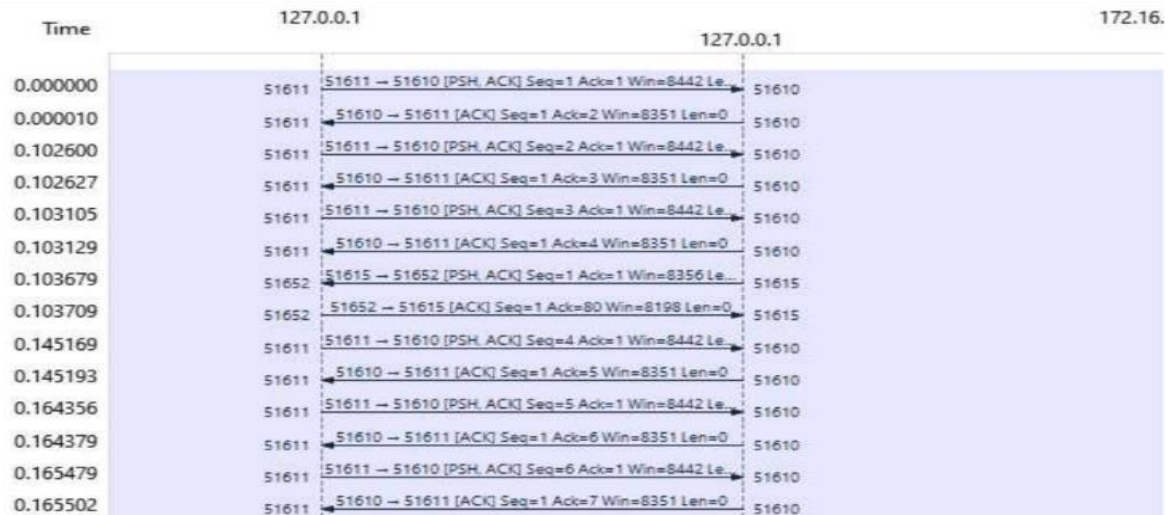 Time 127.0.0.1 127.0.0.1 172.16.
0.000000 51611 51611 → 51610 [PSH, ACK] Seq=1 Ack=1 Win=8442 Le... 51610
0.000010 51611 51610 → 51611 [ACK] Seq=1 Ack=2 Win=8351 Len=0 51610
0.102600 51611 51611 → 51610 [PSH, ACK] Seq=2 Ack=1 Win=8442 Le... 51610
0.102627 51611 51610 → 51611 [ACK] Seq=1 Ack=3 Win=8351 Len=0 51610
0.103105 51611 51611 → 51610 [PSH, ACK] Seq=3 Ack=1 Win=8442 Le... 51610
0.103129 51611 51610 → 51611 [ACK] Seq=1 Ack=4 Win=8351 Len=0 51610
0.103679 51652 51615 → 51652 [PSH, ACK] Seq=1 Ack=1 Win=8356 Le... 51615
0.103709 51652 51652 → 51615 [ACK] Seq=1 Ack=80 Win=8198 Len=0 51615
0.145169 51611 51611 → 51610 [PSH, ACK] Seq=4 Ack=1 Win=8442 Le... 51610
0.145193 51611 51610 → 51611 [ACK] Seq=1 Ack=5 Win=8351 Len=0 51610
0.164356 51611 51611 → 51610 [PSH, ACK] Seq=5 Ack=1 Win=8442 Le... 51610
0.164379 51611 51610 → 51611 [ACK] Seq=1 Ack=6 Win=8351 Len=0 51610
0.165479 51611 51611 → 51610 [PSH, ACK] Seq=6 Ack=1 Win=8442 Le... 51610
0.165502 51611 51610 → 51611 [ACK] Seq=1 Ack=7 Win=8351 Len=0 51610